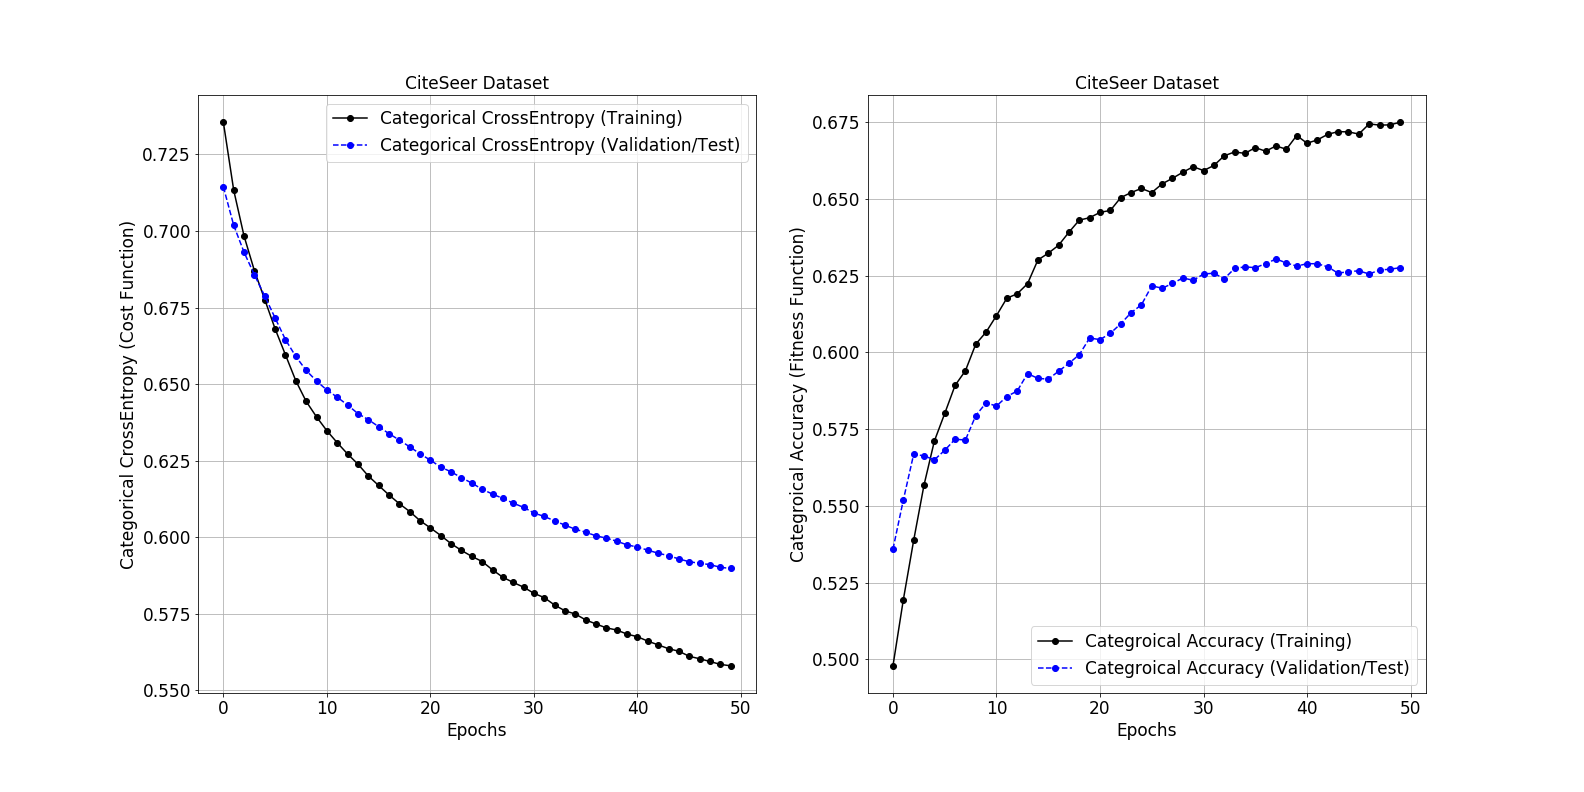 CiteSeer Dataset
Categorical CrossEntropy (Training)
Categorical CrossEntropy (Validation/Test)
Categorical CrossEntropy (Cost Function)
0.725
0.700
0.675
0.650
0.625
0.600
0.575
0.550
0 10 20 30 40 50
Epochs
CiteSeer Dataset
Categroical Accuracy (Fitness Function)
0.675
0.650
0.625
0.600
0.575
0.550
0.525
0.500
Categroical Accuracy (Training)
Categroical Accuracy (Validation/Test)
0 10 20 30 40 50
Epochs